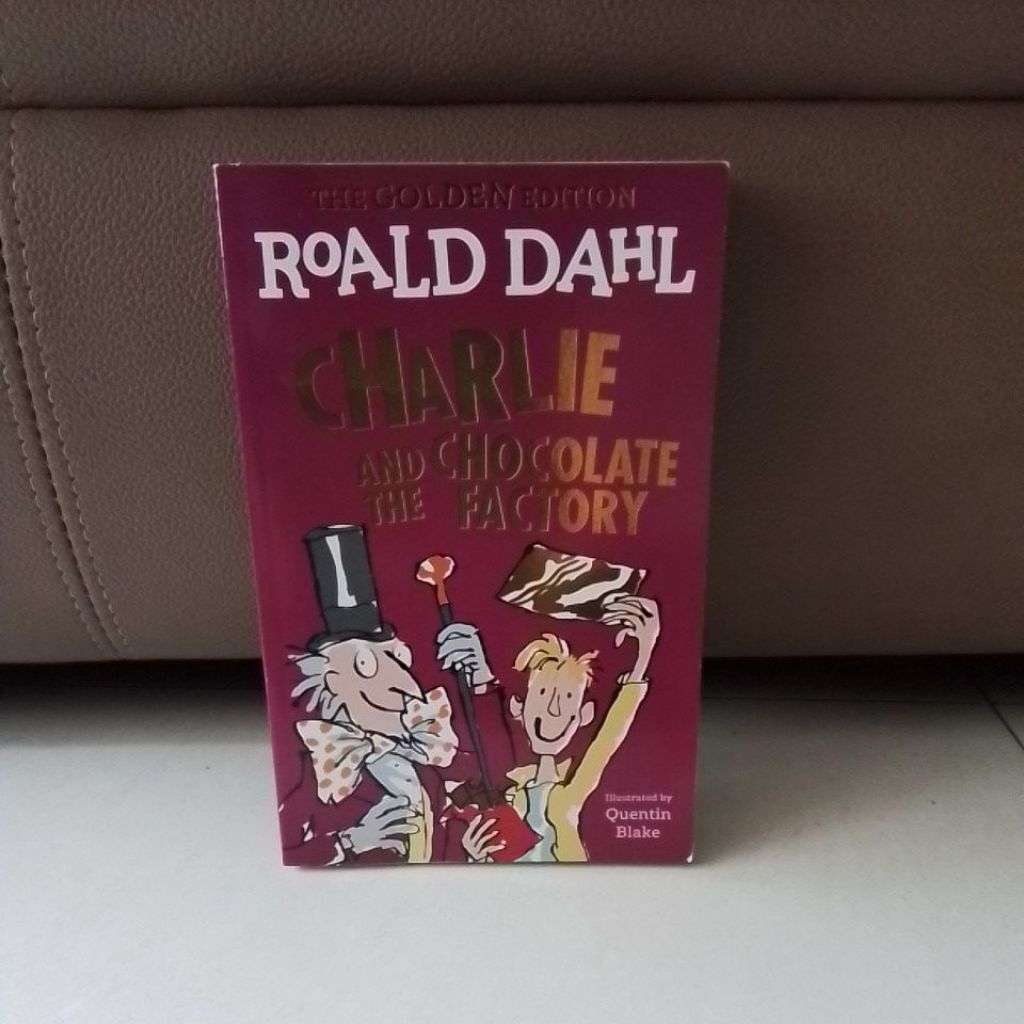 THE GOLDEN EDITION
ROALD DAHL
CHARLIE
AND CHOCOLATE
THE FACTORY
Illustrated by
Quentin
Blake